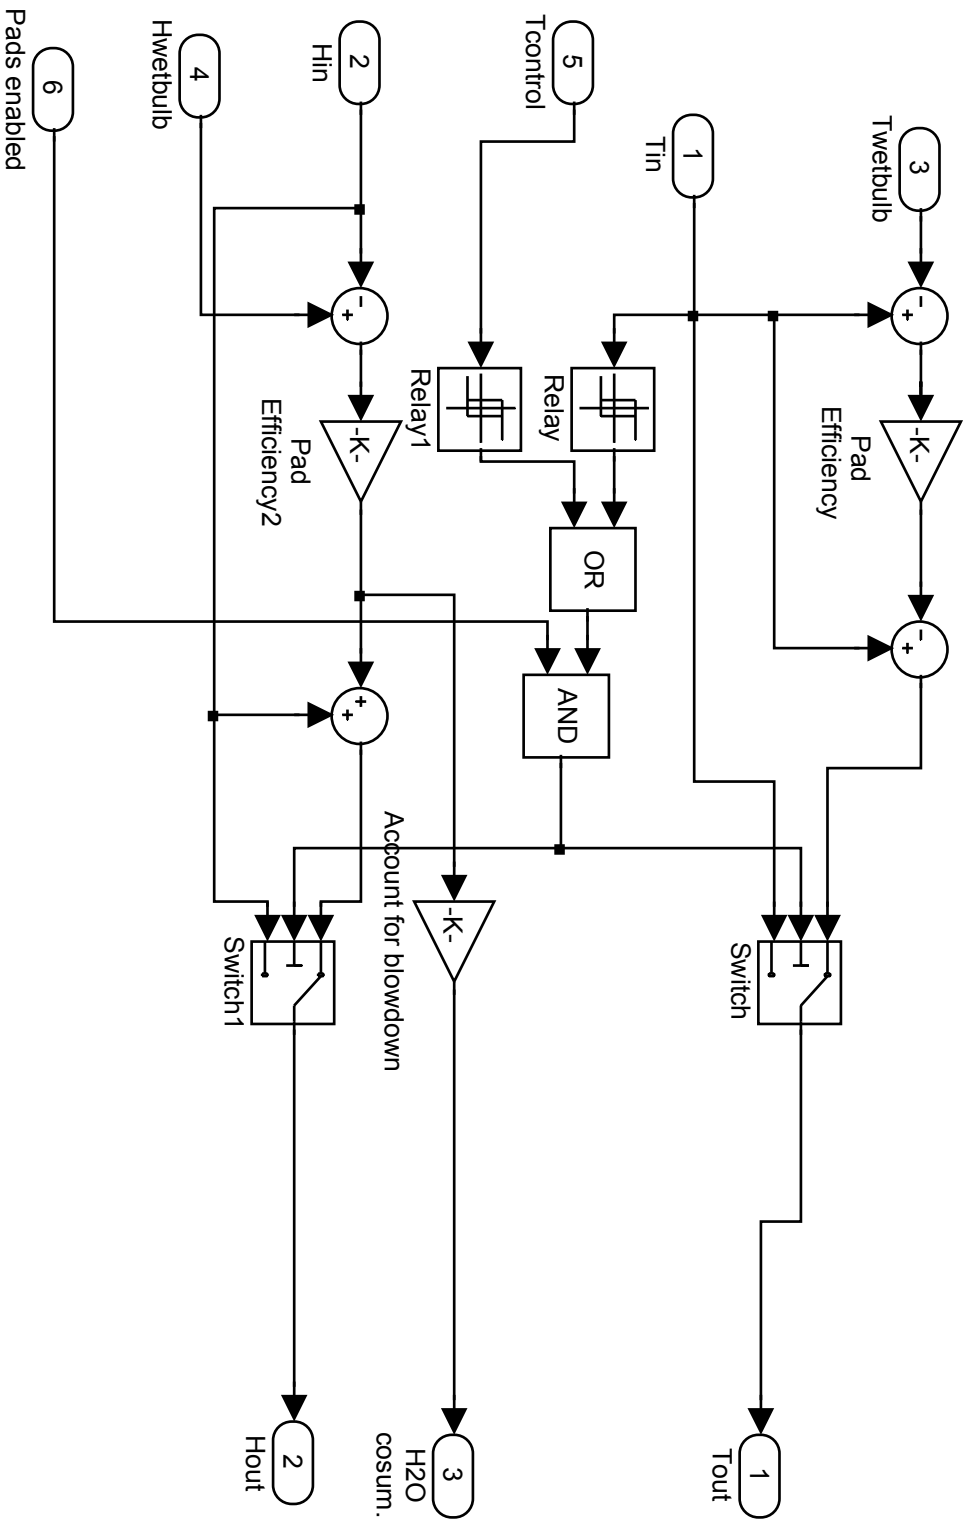 3
Twetbulb
-
+
-K-
Pad
Efficiency
-
+
Switch
1
Tout
1
Tin
5
Tcontrol
Relay
Relay1
OR
AND
-K-
Account for blowdown
3
H2O
cosum.
2
Hin
-
+
-K-
Pad
Efficiency2
+
+
Switch1
2
Hout
4
Hwetbulb
6
Pads enabled